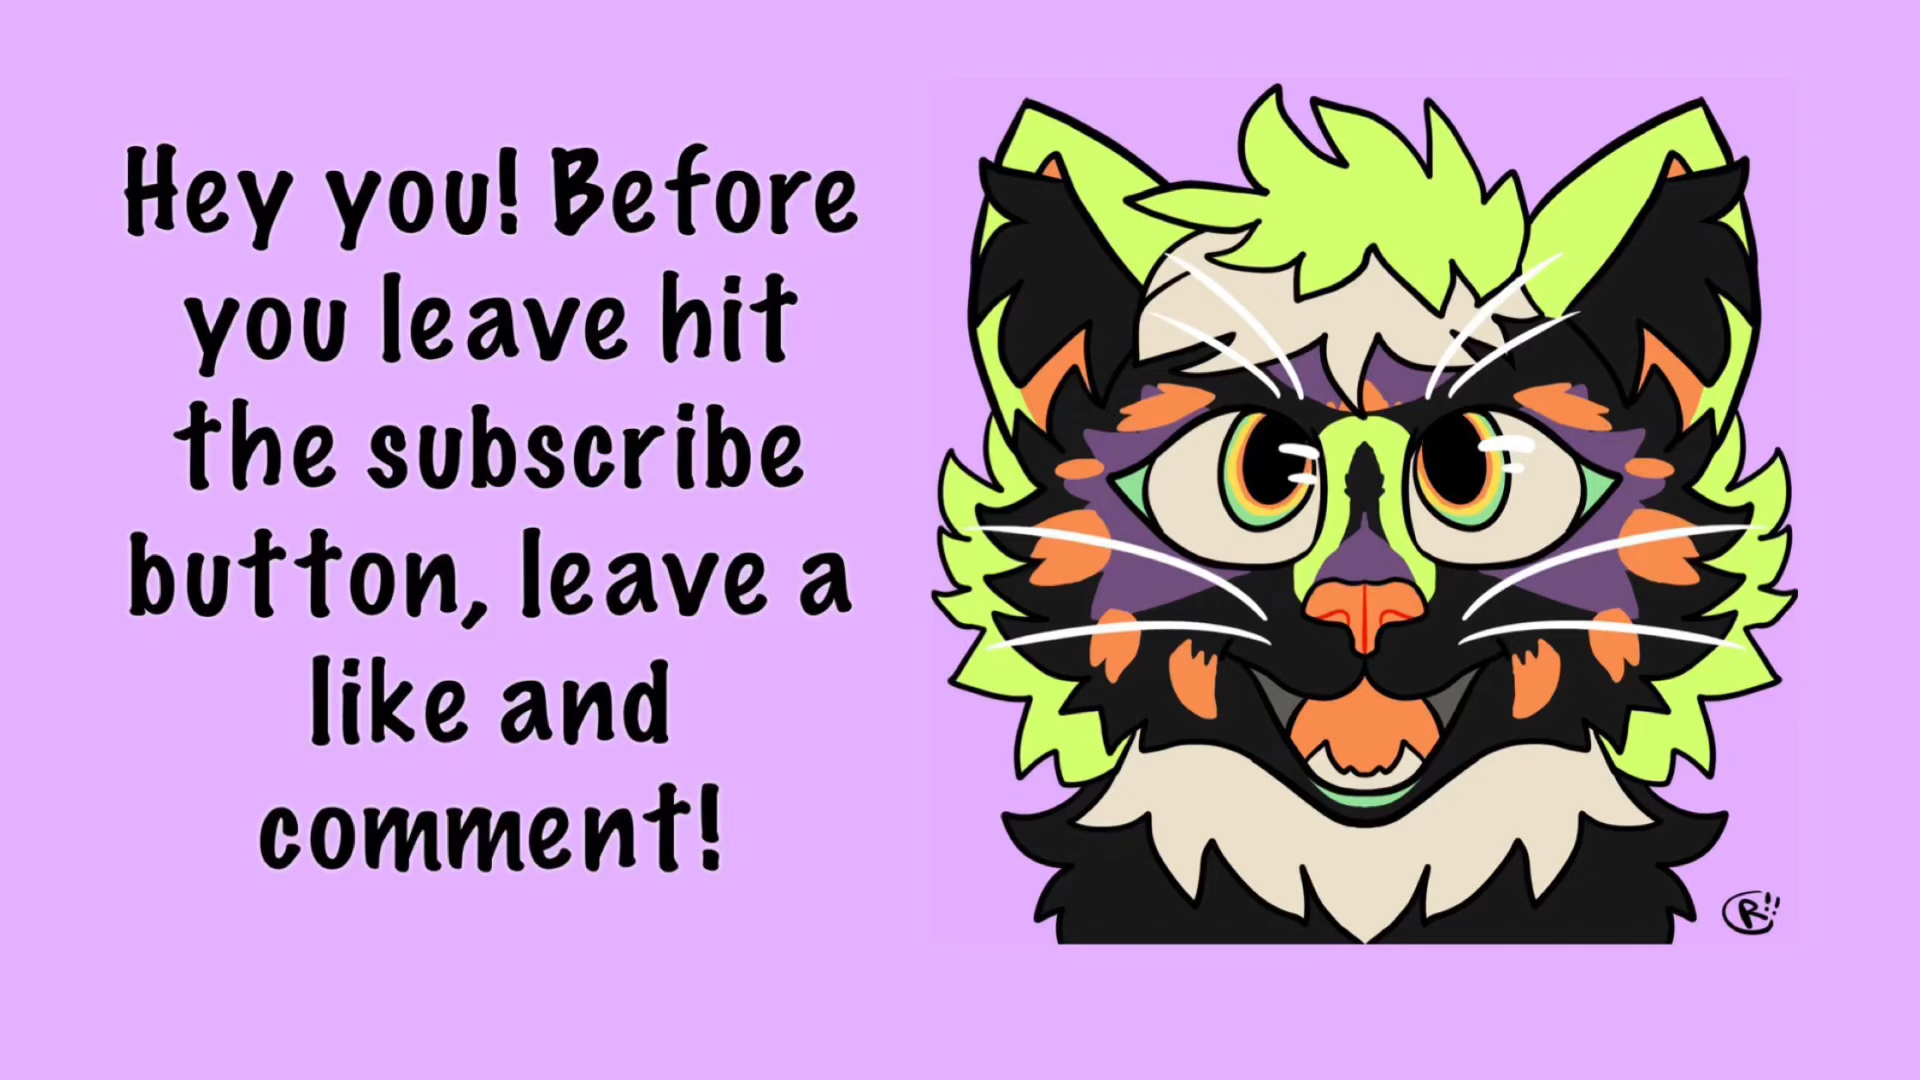 Hey you! Before
you leave hit
the subscribe
button, leave a
like and
comment!
R!!